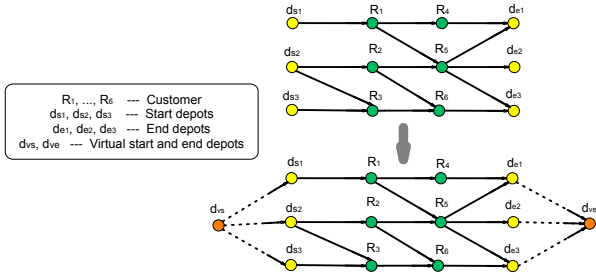 ds1 R1 R4 de1
ds2 R2 R5 de2
ds3 R3 R6 de3
R1, ..., R6 --- Customer
ds1, ds2, ds3 --- Start depots
de1, de2, de3 --- End depots
dvs, dve --- Virtual start and end depots
ds1 R1 R4 de1
dvs ds2 R2 R5 de2 dve
ds3 R3 R6 de3